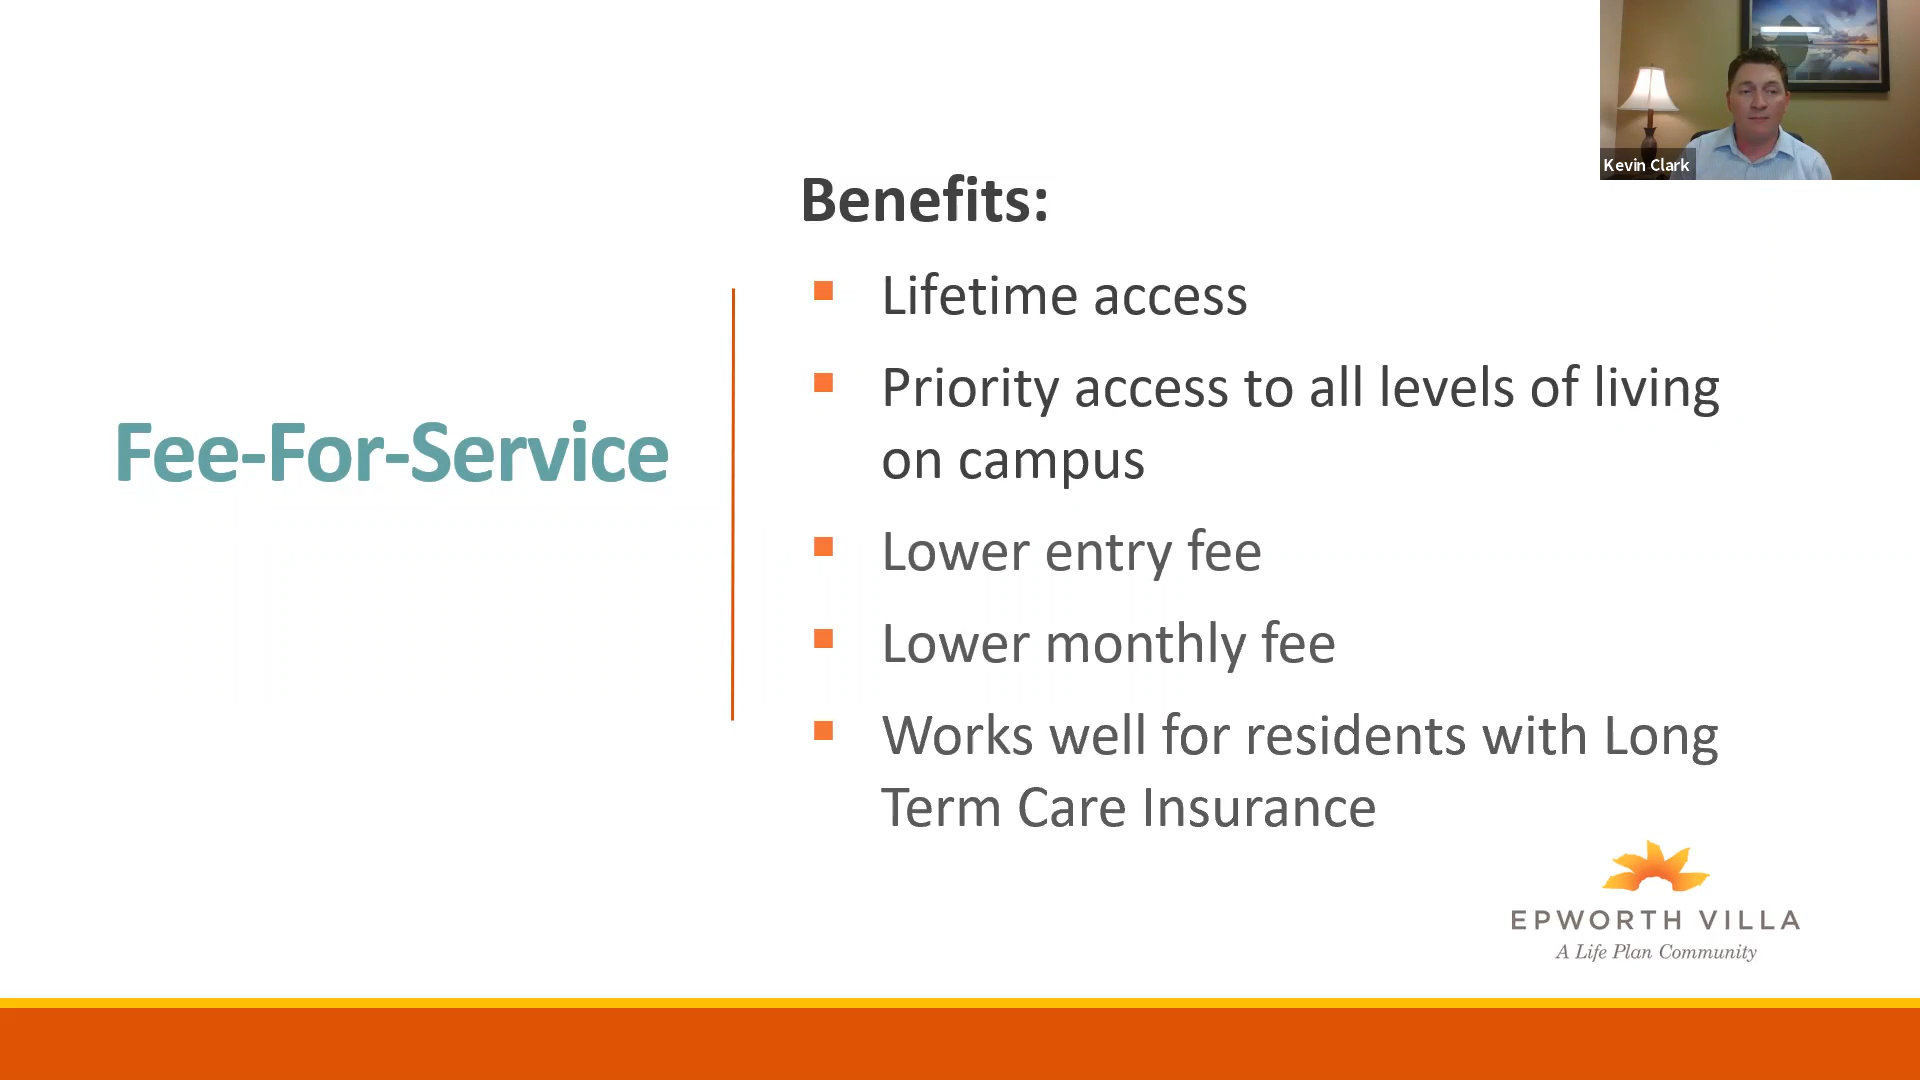 Kevin Clark
Benefits:
Lifetime access
Priority access to all levels of living
on campus
Fee-For-Service
Lower entry fee
Lower monthly fee
Works well for residents with Long
Term Care Insurance
EPWORTH VILLA
A Life Plan Community